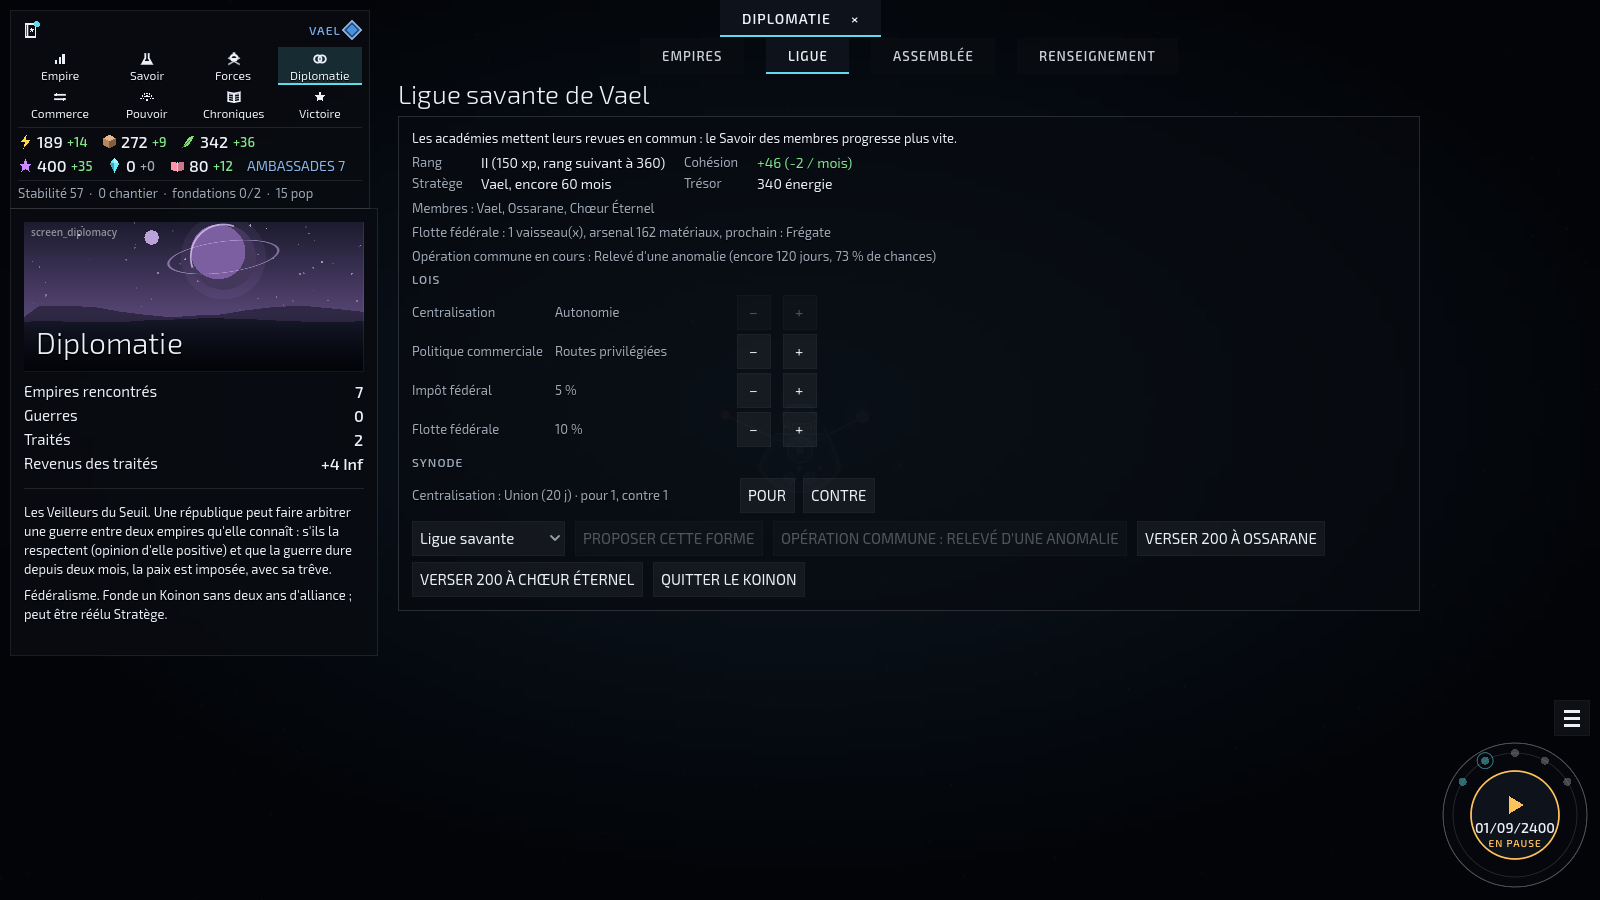 VAEL
Empire
Savoir
Forces
Diplomatie
Commerce
Pouvoir
Chroniques
Victoire
189 +14 272 +9 342 +36
400 +35 0 +0 80 +12 AMBASSADES 7
Stabilité 57 · 0 chantier · fondations 0/2 · 15 pop
screen_diplomacy
Diplomatie
Empires rencontrés 7
Guerres 0
Traités 2
Revenus des traités +4 Inf
Les Veilleurs du Seuil. Une république peut faire arbitrer
une guerre entre deux empires qu'elle connaît : s'ils la
respectent (opinion d'elle positive) et que la guerre dure
depuis deux mois, la paix est imposée, avec sa trêve.
Fédéralisme. Fonde un Koinon sans deux ans d'alliance ;
peut être réélu Stratège.
DIPLOMATIE ×
EMPIRES
LIGUE
ASSEMBLÉE
RENSEIGNEMENT
Ligue savante de Vael
Les académies mettent leurs revues en commun : le Savoir des membres progresse plus vite.
Rang II (150 xp, rang suivant à 360) Cohésion +46 (-2 / mois)
Stratège Vael, encore 60 mois Trésor 340 énergie
Membres : Vael, Ossarane, Chœur Éternel
Flotte fédérale : 1 vaisseau(x), arsenal 162 matériaux, prochain : Frégate
Opération commune en cours : Relevé d'une anomalie (encore 120 jours, 73 % de chances)
LOIS
Centralisation Autonomie − +
Politique commerciale Routes privilégiées − +
Impôt fédéral 5 % − +
Flotte fédérale 10 % − +
SYNODE
Centralisation : Union (20 j) · pour 1, contre 1 POUR CONTRE
Ligue savante PROPOSER CETTE FORME OPÉRATION COMMUNE : RELEVÉ D'UNE ANOMALIE VERSER 200 À OSSARANE
VERSER 200 À CHŒUR ÉTERNEL QUITTER LE KOINON
01/09/2400
EN PAUSE